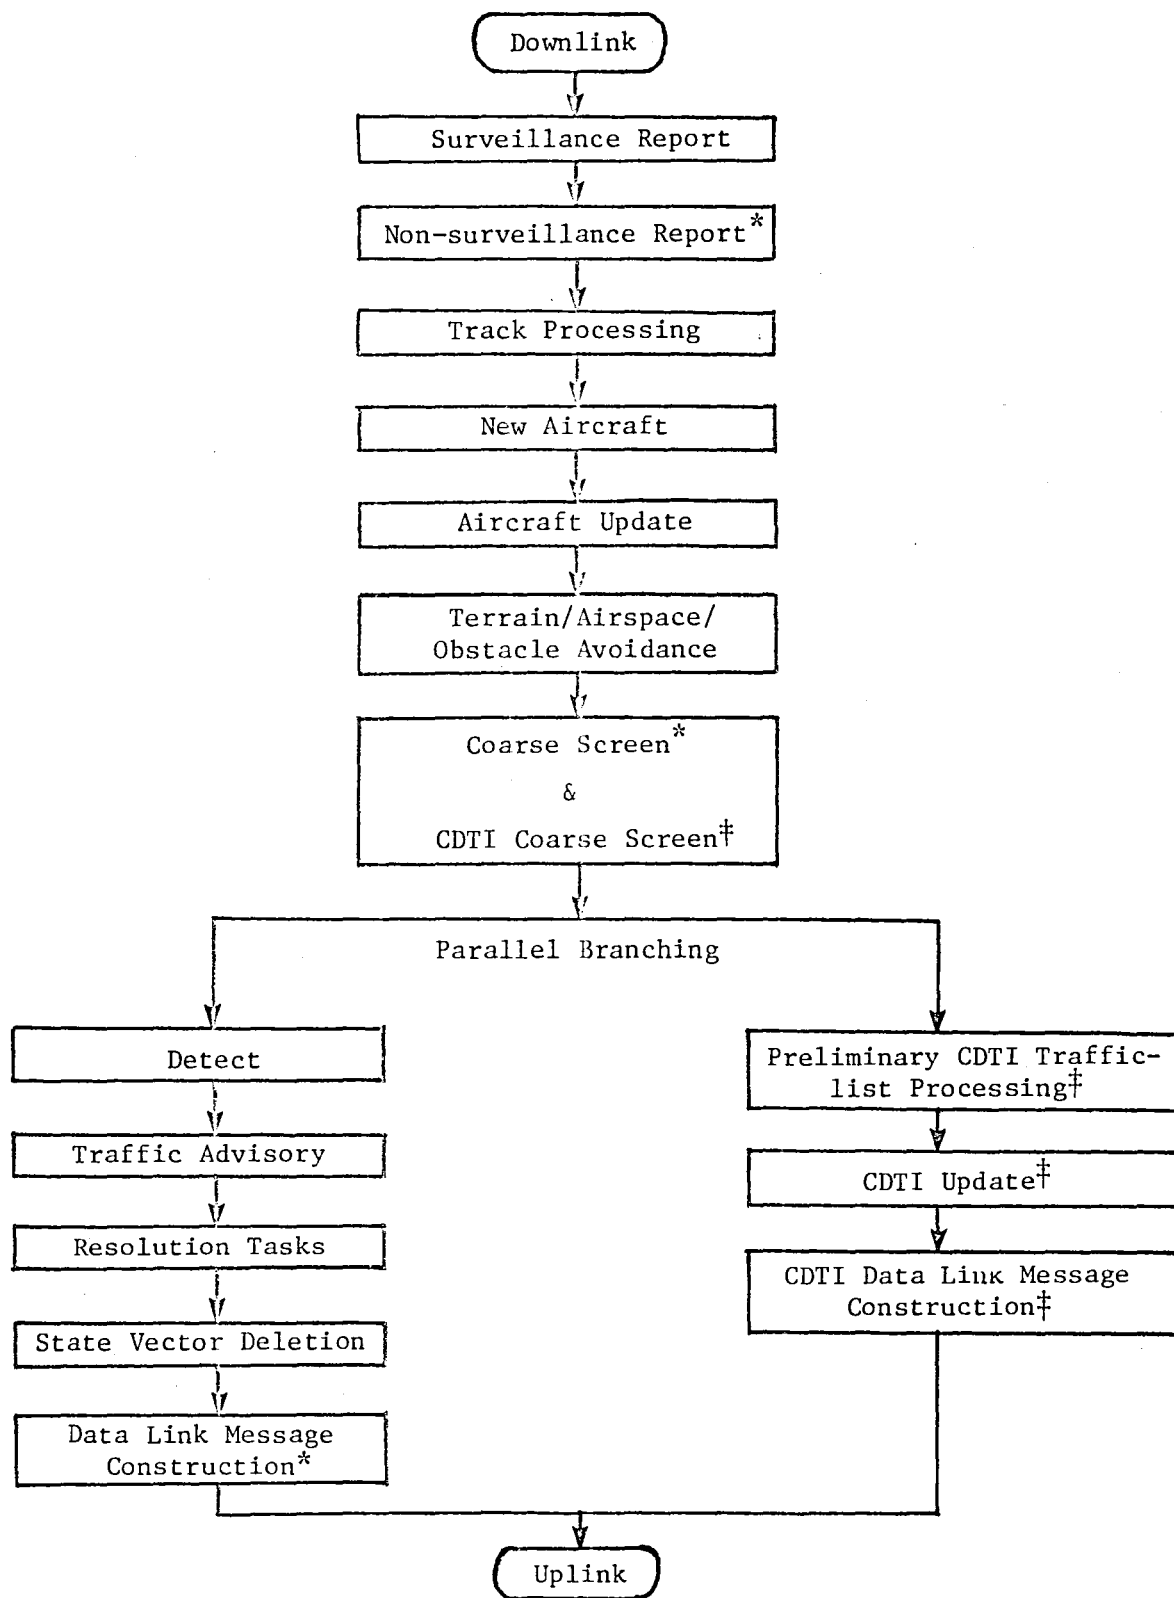 Downlink
Surveillance Report
Non-surveillance Report*
Track Processing
New Aircraft
Aircraft Update
Terrain/Airspace/
Obstacle Avoidance
Coarse Screen*
&
CDTI Coarse Screen‡
Parallel Branching
Detect
Traffic Advisory
Resolution Tasks
State Vector Deletion
Data Link Message
Construction*
Preliminary CDTI Traffic-
list Processing‡
CDTI Update‡
CDTI Data Link Message
Construction‡
Uplink